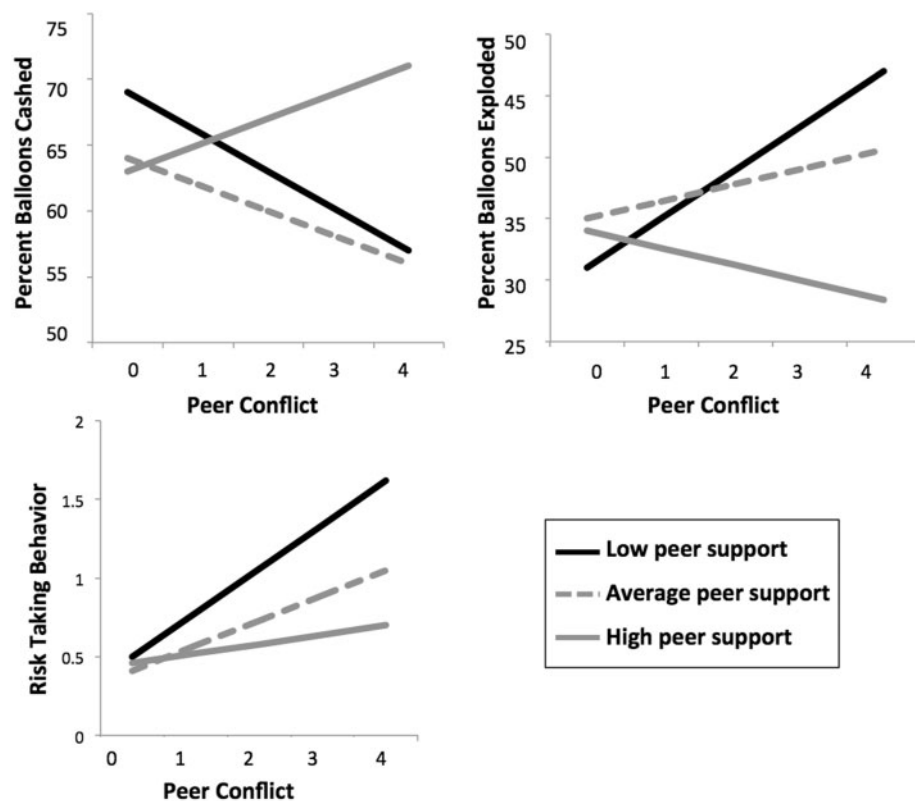 Percent Balloons Cashed
75
70
65
60
55
50
0 1 2 3 4
Peer Conflict
Percent Balloons Exploded
50
45
50
35
30
25
0 1 2 3 4
Peer Conflict
Risk Taking Behavior
2
1.5
1
0.5
0
0 1 2 3 4
Peer Conflict
Low peer support
Average peer support
High peer support